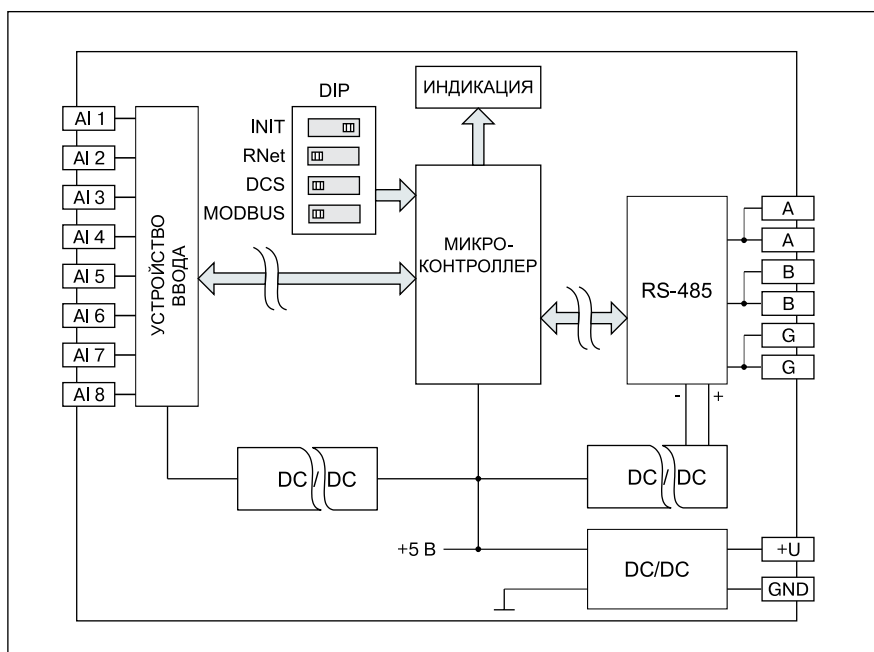 DIP
ИНДИКАЦИЯ
INIT
RNet
DCS
MODBUS
AI 1
AI 2
AI 3
AI 4
AI 5
AI 6
AI 7
AI 8
УСТРОЙСТВО
ВВОДА
МИКРО-
КОНТРОЛЛЕР
RS-485
A
A
B
B
G
G
- +
DC / DC
DC / DC
+5 В
DC/DC
+U
GND